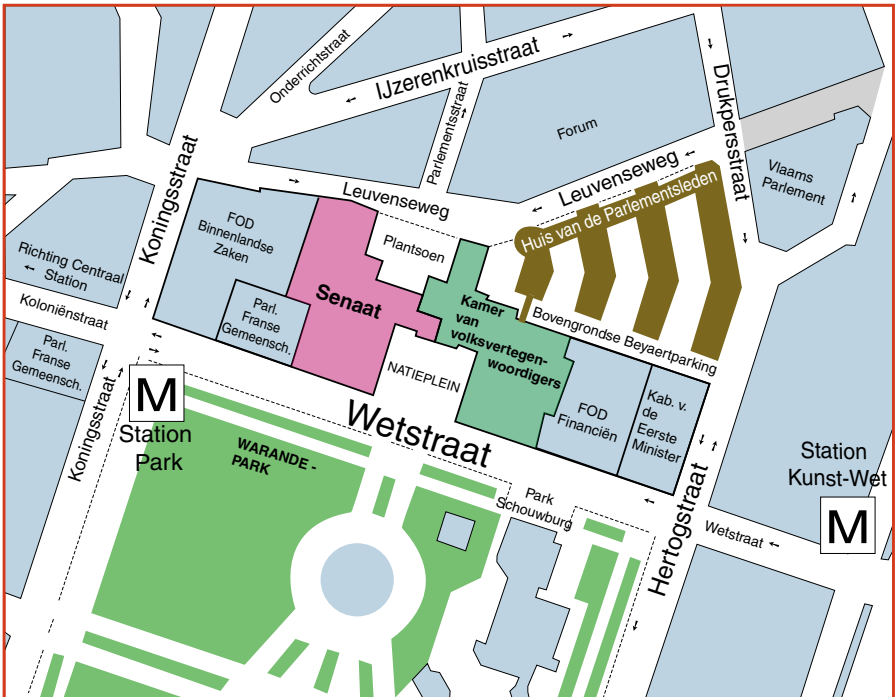 Onderrichtstraat
IJzerenkruisstraat
Parlementsstraat
Drukpersstraat
Forum
Koningsstraat
Leuvenseweg
Leuvenseweg
Vlaams
Parlement
Huis van de Parlementsleden
FOD
Binnenlandse
Zaken
Plantsoen
Richting Centraal
Station
Koloniënstraat
Senaat
Kamer
van
volksvertegen-
woordigers
Parl.
Franse
Gemeensch.
Bovengrondse Beyaertparking
Parl.
Franse
Gemeensch.
NATIEPLEIN
FOD
Financiën
Kab. v.
de
Eerste
Minister
M
Station
Park
Koningsstraat
Wetstraat
WARANDE -
PARK
Park
Schouwburg
Hertogstraat
Station
Kunst-Wet
M
Wetstraat